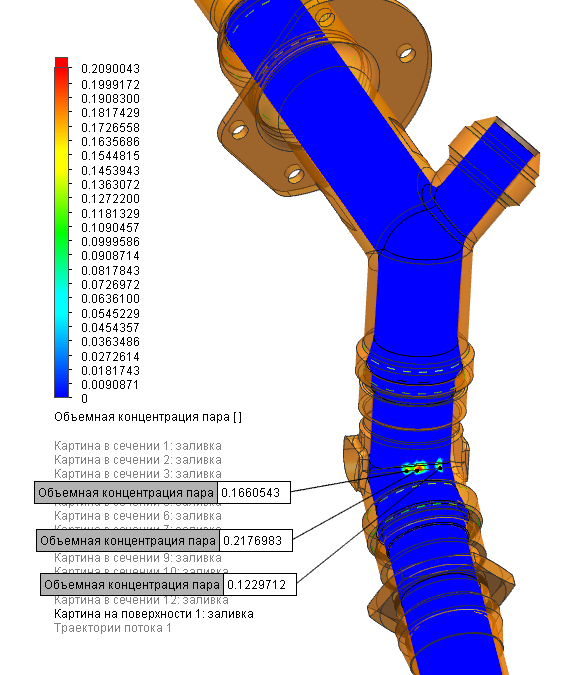 0.2090043
0.1999172
0.1908300
0.1817429
0.1726558
0.1635686
0.1544815
0.1453943
0.1363072
0.1272200
0.1181329
0.1090457
0.0999586
0.0908714
0.0817843
0.0726972
0.0636100
0.0545229
0.0454357
0.0363486
0.0272614
0.0181743
0.0090871
0
Объемная концентрация пара [ ]
Картина в сечении 1: заливка
Картина в сечении 2: заливка
Картина в сечении 3: заливка
Объемная концентрация пара 0.1660543
Картина в сечении 6: заливка
Объемная концентрация пара 0.2176983
Картина в сечении 9: заливка
Картина в сечении 10: заливка
Объемная концентрация пара 0.1229712
Картина в сечении 12: заливка
Картина на поверхности 1: заливка
Траектории потока 1